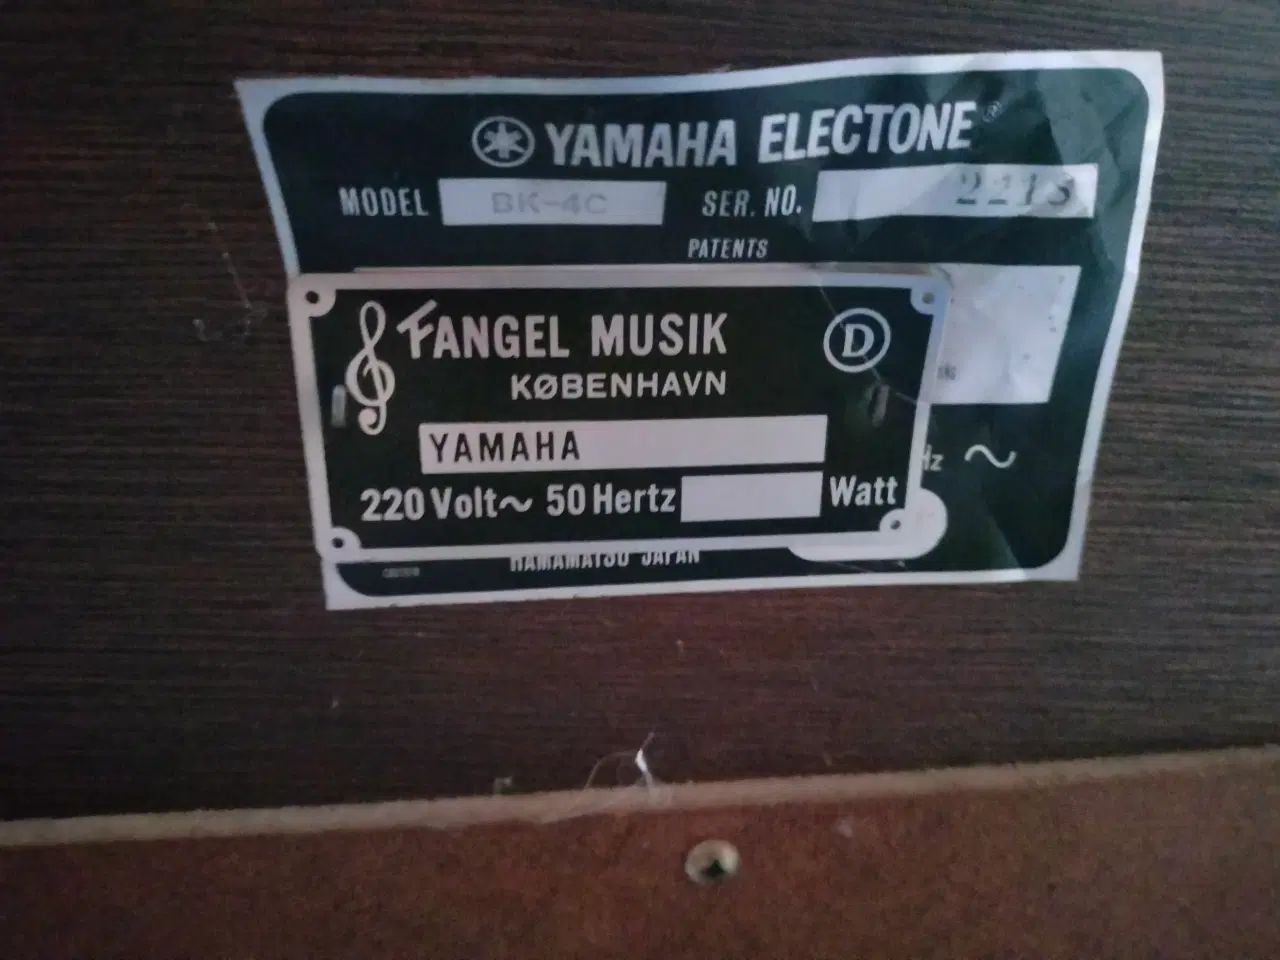 YAMAHA ELECTONE®
MODEL BK-4C SER. NO. 2213
PATENTS
FANGEL MUSIK
D
KØBENHAVN
YAMAHA
Hz ~
220 Volt~ 50 Hertz Watt
HAMAMATSU JAPAN